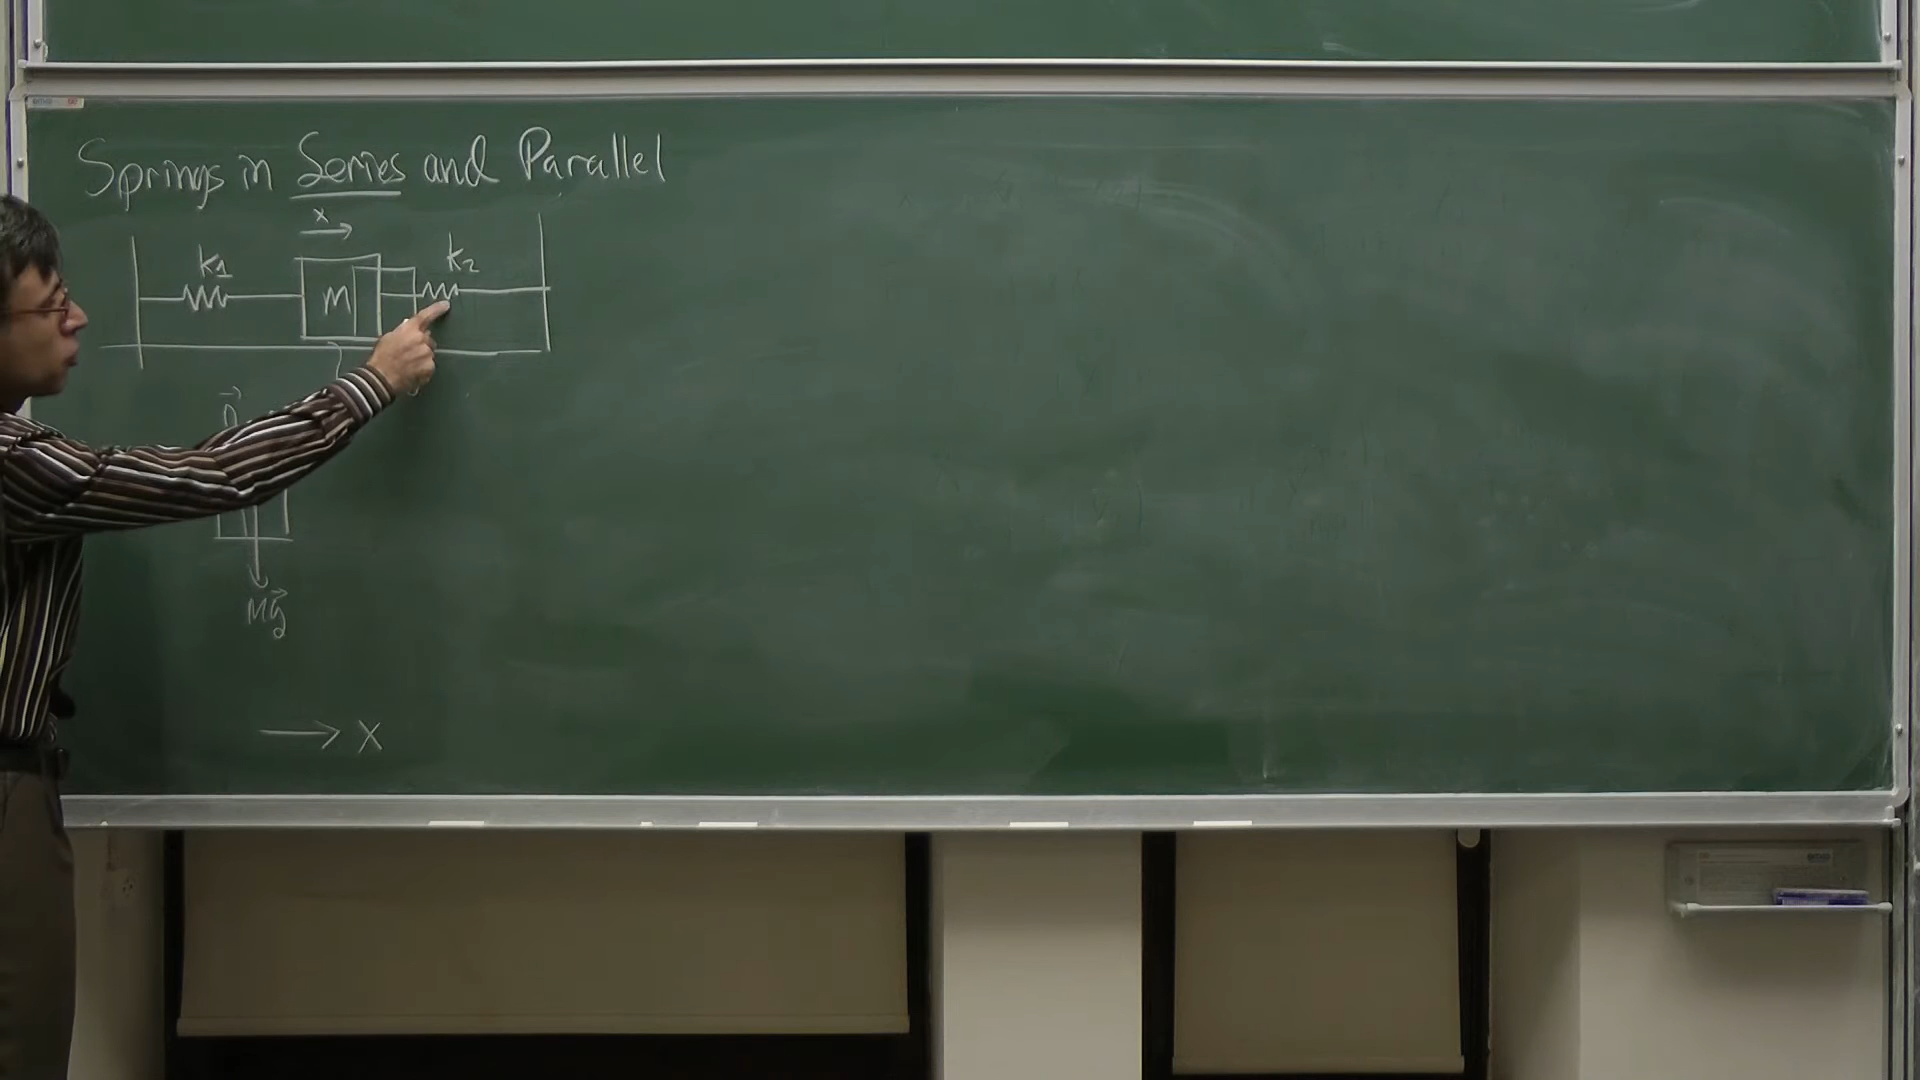 Springs in Series and Parallel
x
k1
k2
M
n
Mg
x